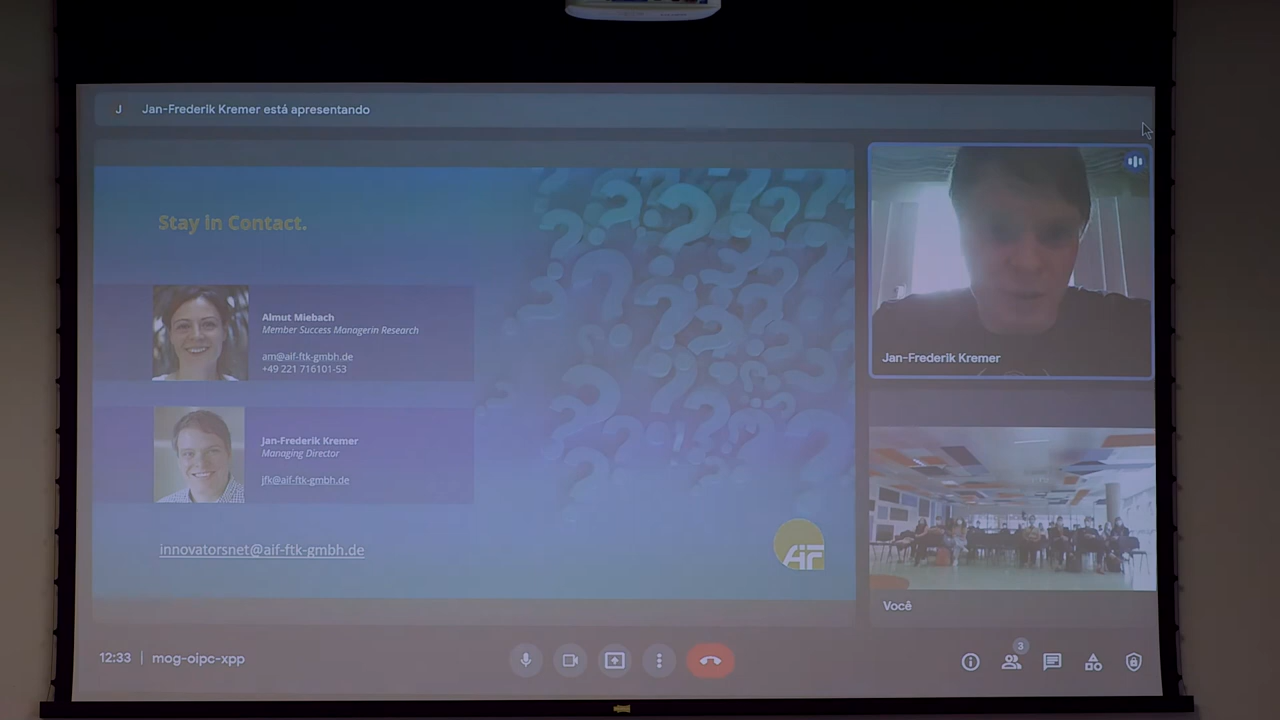 J Jan-Frederik Kremer está apresentando
Stay in Contact.
Almut Miebach
Member Success Managerin Research
am@aif-ftk-gmbh.de
+49 221 716101-53
Jan-Frederik Kremer
Managing Director
jfk@aif-ftk-gmbh.de
innovatorsnet@aif-ftk-gmbh.de
AiF
Jan-Frederik Kremer
Você
12:33 | mog-oipc-xpp
3